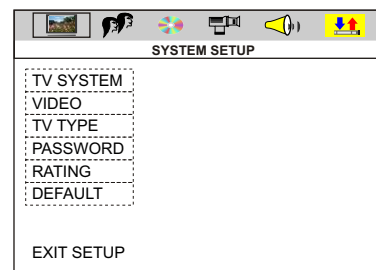 SYSTEM SETUP
TV SYSTEM
VIDEO
TV TYPE
PASSWORD
RATING
DEFAULT
EXIT SETUP